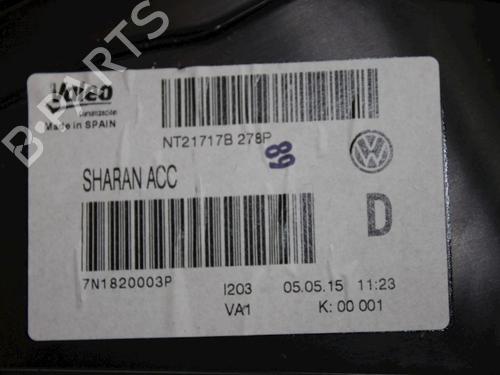 Valeo
Climatización
Made in SPAIN
NT21717B 278P
89
SHARAN ACC
D
7N1820003P
I203 05.05.15 11:23
VA1 K: 00 001
B-PARTS